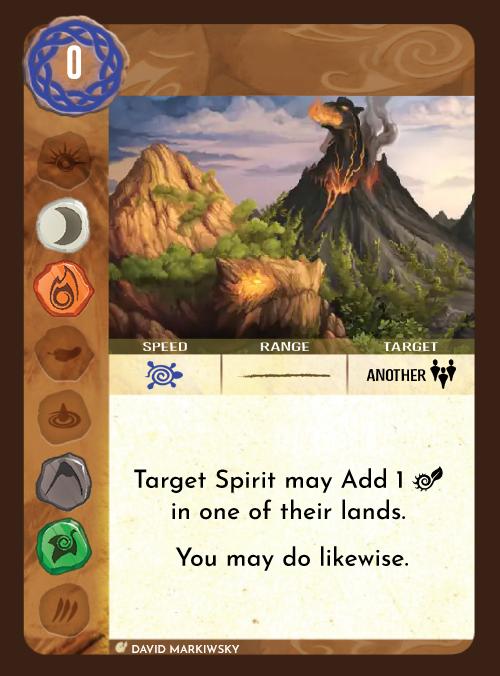 0
SPEED RANGE TARGET
ANOTHER
Target Spirit may Add 1
in one of their lands.
You may do likewise.
DAVID MARKIWSKY